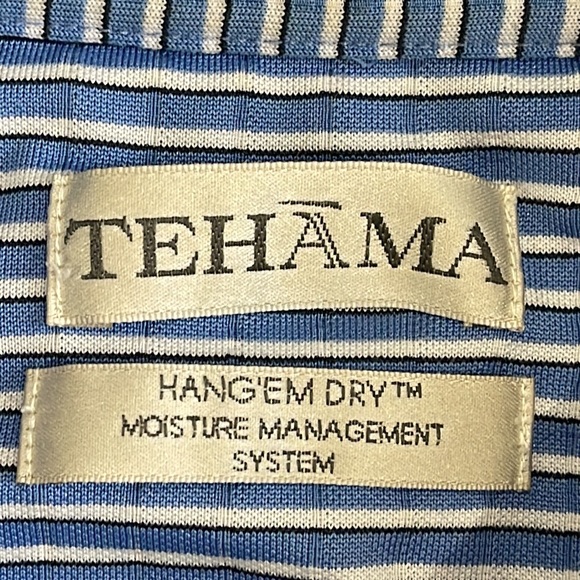 TEHĀMA
HANG'EM DRY™
MOISTURE MANAGEMENT
SYSTEM